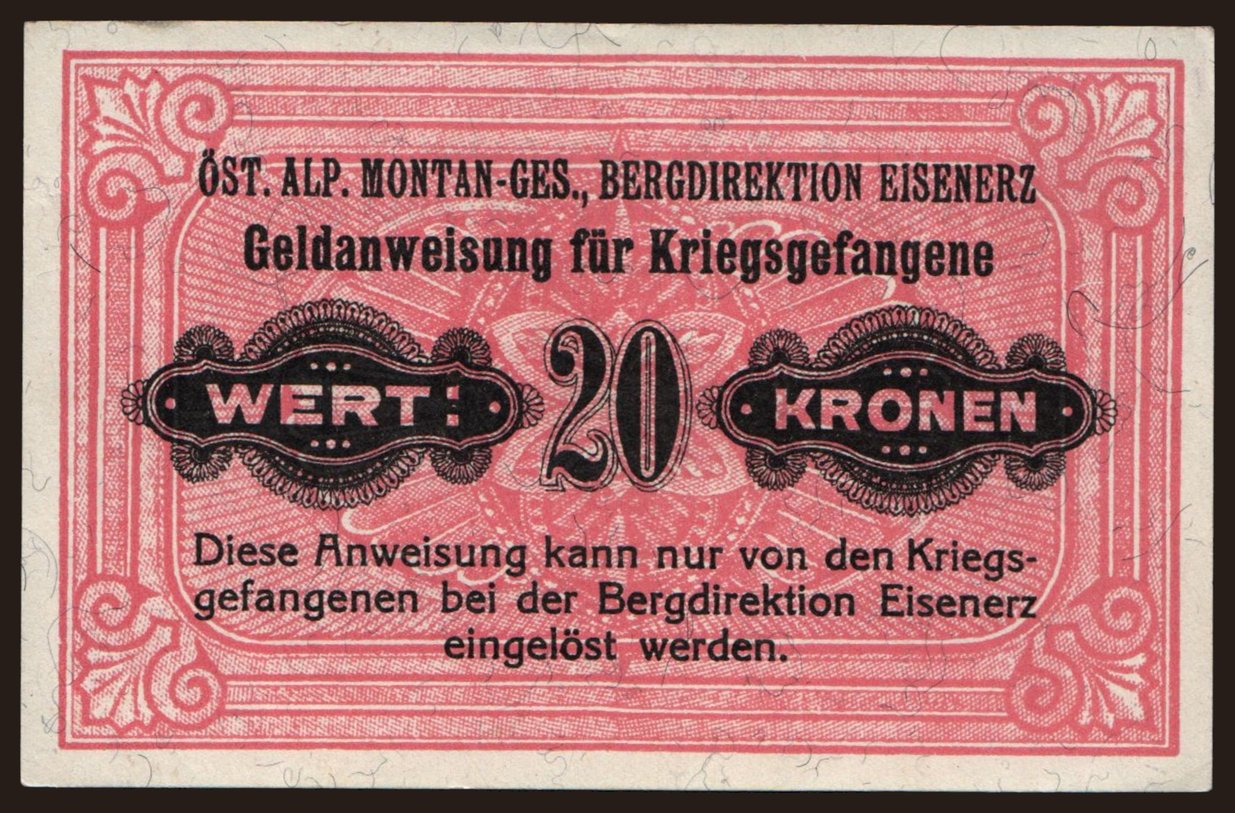 ÖST. ALP. MONTAN-GES., BERGDIREKTION EISENERZ
Geldanweisung für Kriegsgefangene
WERT: 20 KRONEN
Diese Anweisung kann nur von den Kriegs-
gefangenen bei der Bergdirektion Eisenerz
eingelöst werden.